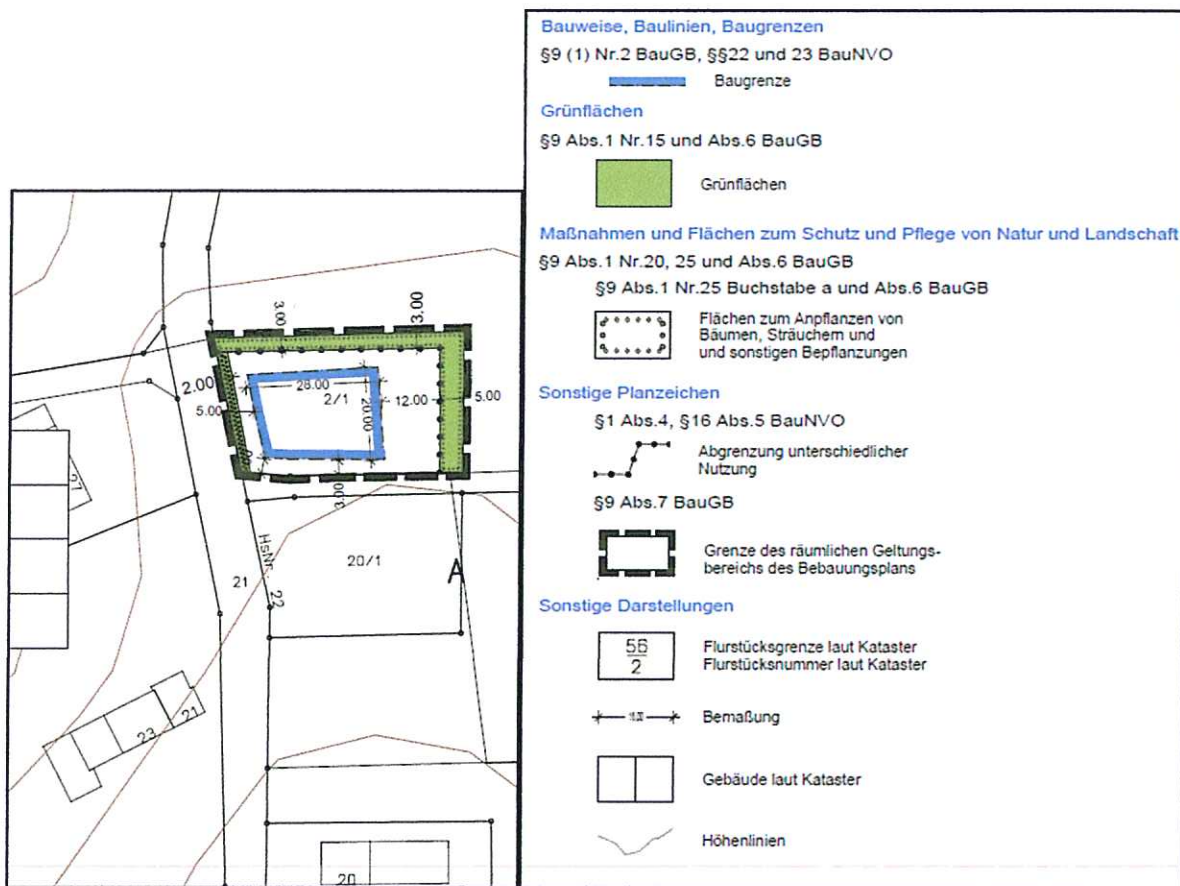 3.00
3.00
2.00
28.00
2/1
5.00
20.00
12.00
5.00
3.00
27
HsNr.
22
21
20/1
A
23
21
20
Bauweise, Baulinien, Baugrenzen
§9 (1) Nr.2 BauGB, §§22 und 23 BauNVO
Baugrenze
Grünflächen
§9 Abs.1 Nr.15 und Abs.6 BauGB
Grünflächen
Maßnahmen und Flächen zum Schutz und Pflege von Natur und Landschaft
§9 Abs.1 Nr.20, 25 und Abs.6 BauGB
§9 Abs.1 Nr.25 Buchstabe a und Abs.6 BauGB
Flächen zum Anpflanzen von
Bäumen, Sträuchern und
und sonstigen Bepflanzungen
Sonstige Planzeichen
§1 Abs.4, §16 Abs.5 BauNVO
Abgrenzung unterschiedlicher
Nutzung
§9 Abs.7 BauGB
Grenze des räumlichen Geltungs-
bereichs des Bebauungsplans
Sonstige Darstellungen
56
2
Flurstücksgrenze laut Kataster
Flurstücksnummer laut Kataster
Bemaßung
Gebäude laut Kataster
Höhenlinien